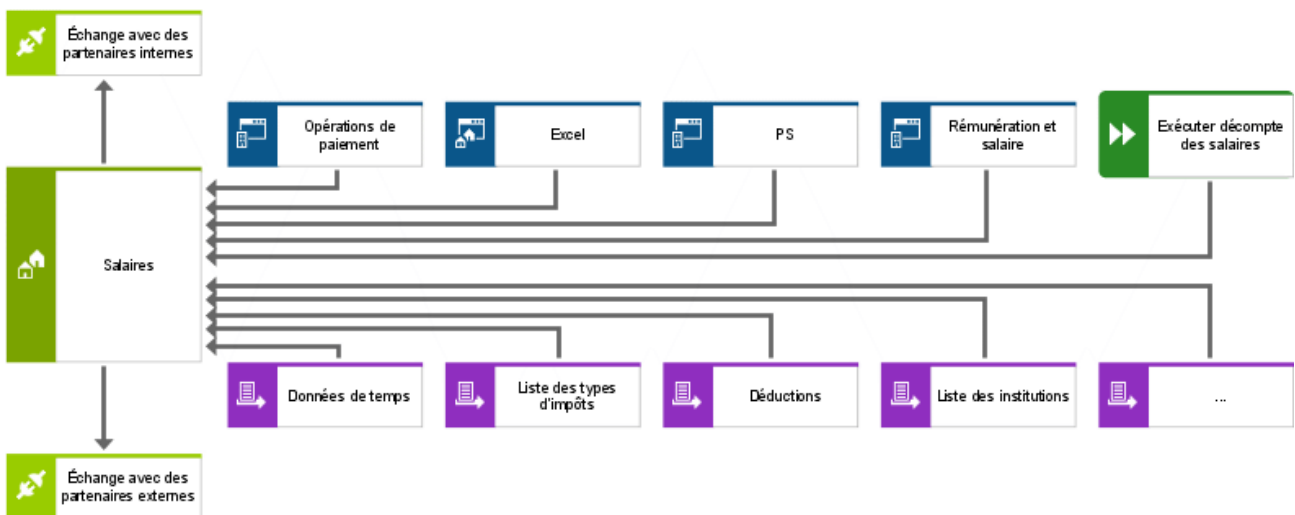 Échange avec des
partenaires internes
Opérations de
paiement
Excel
PS
Rémunération et
salaire
Exécuter décompte
des salaires
Salaires
Données de temps
Liste des types
d'impôts
Déductions
Liste des institutions
...
Échange avec des
partenaires externes